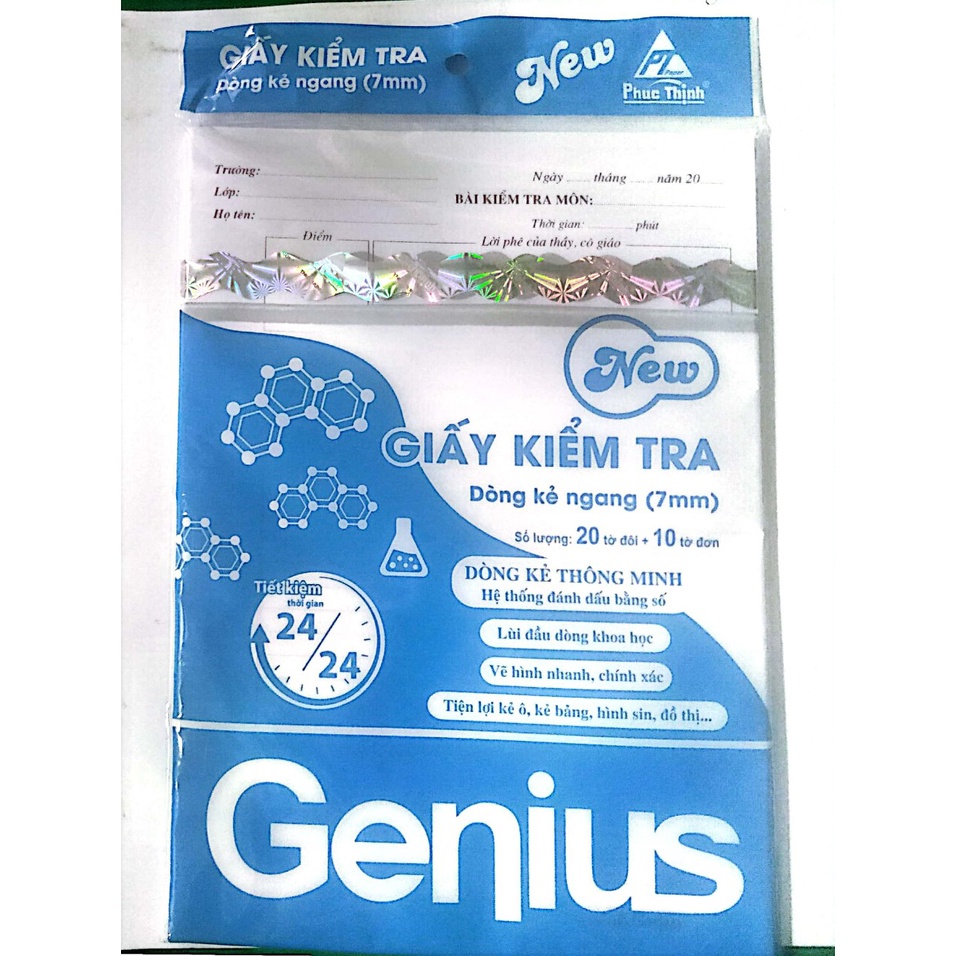 GIẤY KIỂM TRA
Dòng kẻ ngang (7mm)
New
PT
Paper
Phuc Thịnh
Trường:
Lớp:
Họ tên:
Ngày ...... tháng ...... năm 20 ......
BÀI KIỂM TRA MÔN:
Thời gian: ............ phút
Điểm
Lời phê của thầy, cô giáo
New
GIẤY KIỂM TRA
Dòng kẻ ngang (7mm)
Số lượng: 20 tờ đôi + 10 tờ đơn
DÒNG KẺ THÔNG MINH
Hệ thống đánh dấu bằng số
Lùi đầu dòng khoa học
Vẽ hình nhanh, chính xác
Tiện lợi kẻ ô, kẻ bảng, hình sin, đồ thị...
Tiết kiệm
thời gian
24/24
Genius